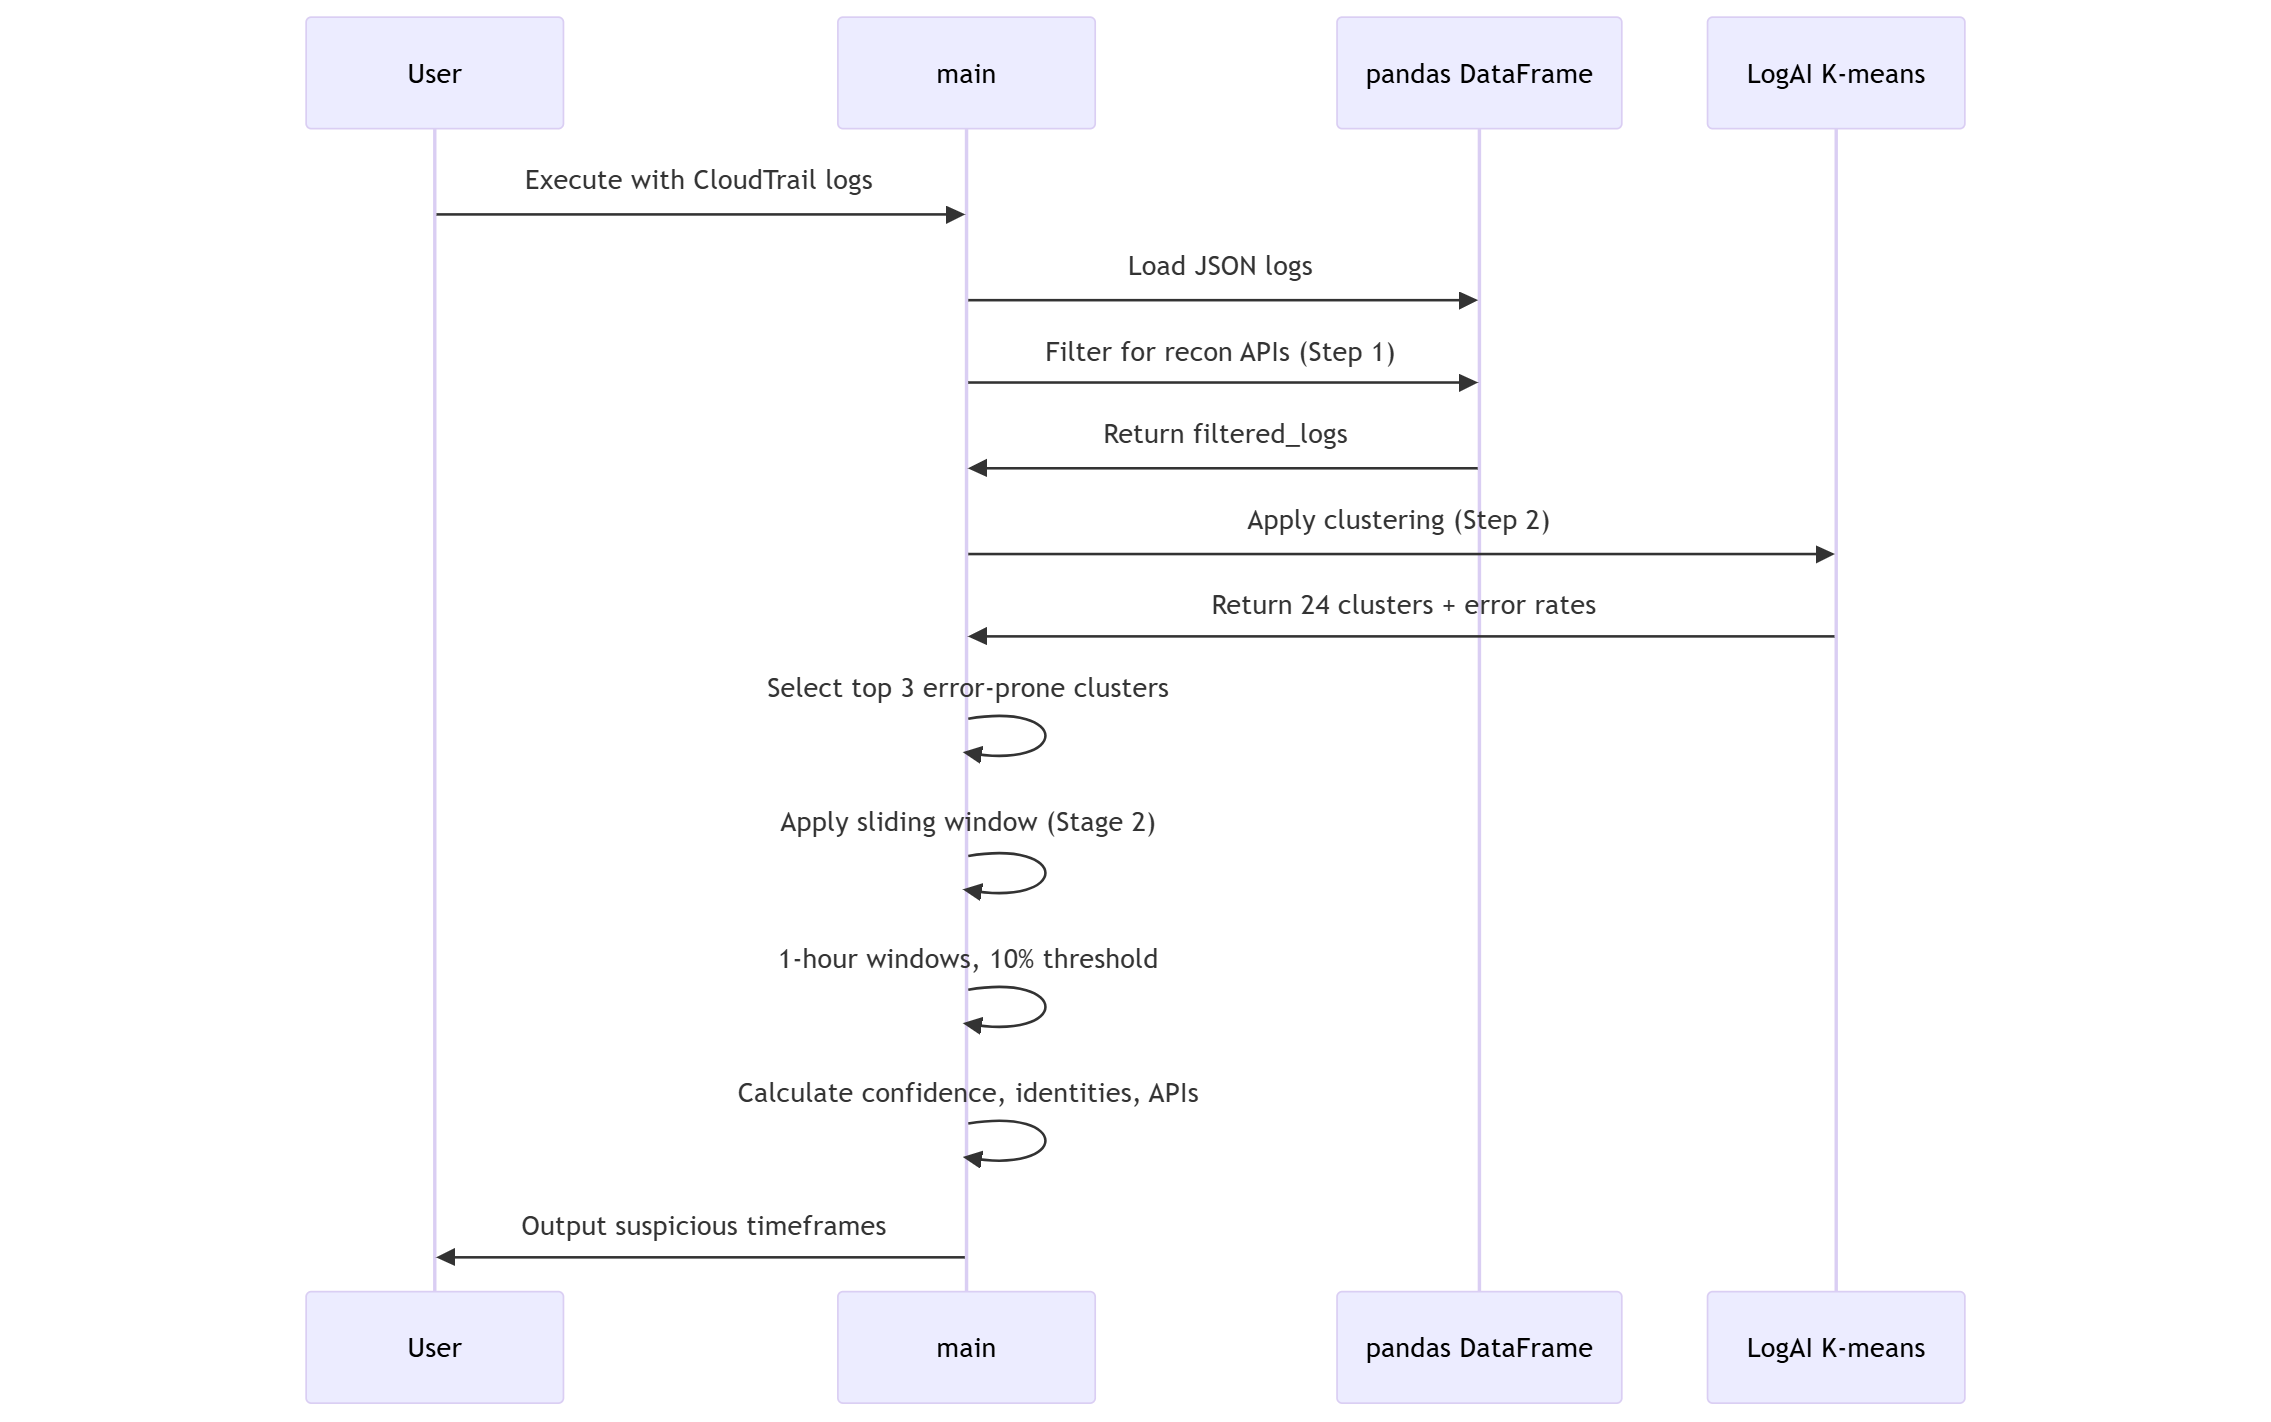 User
main
pandas DataFrame
LogAI K-means
Execute with CloudTrail logs
Load JSON logs
Filter for recon APIs (Step 1)
Return filtered_logs
Apply clustering (Step 2)
Return 24 clusters + error rates
Select top 3 error-prone clusters
Apply sliding window (Stage 2)
1-hour windows, 10% threshold
Calculate confidence, identities, APIs
Output suspicious timeframes
User
main
pandas DataFrame
LogAI K-means